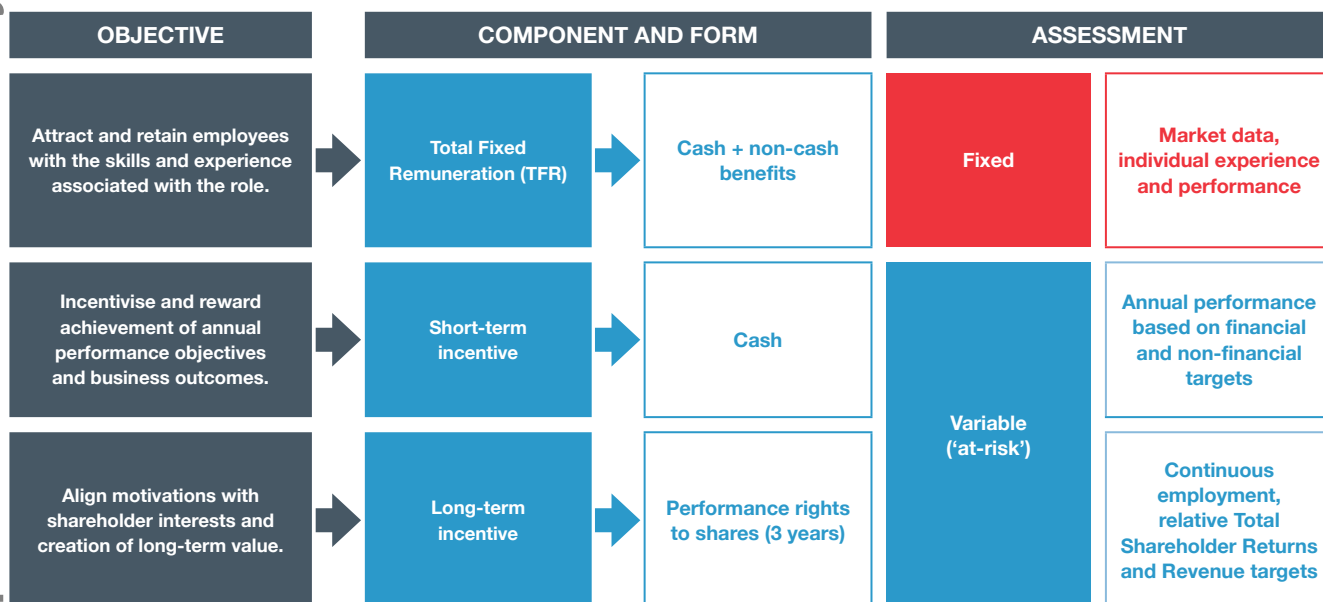 OBJECTIVE
COMPONENT AND FORM
ASSESSMENT
Attract and retain employees
with the skills and experience
associated with the role.
Total Fixed
Remuneration (TFR)
Cash + non-cash
benefits
Fixed
Market data,
individual experience
and performance
Incentivise and reward
achievement of annual
performance objectives
and business outcomes.
Short-term
incentive
Cash
Variable
(‘at-risk’)
Annual performance
based on financial
and non-financial
targets
Align motivations with
shareholder interests and
creation of long-term value.
Long-term
incentive
Performance rights
to shares (3 years)
Continuous
employment,
relative Total
Shareholder Returns
and Revenue targets